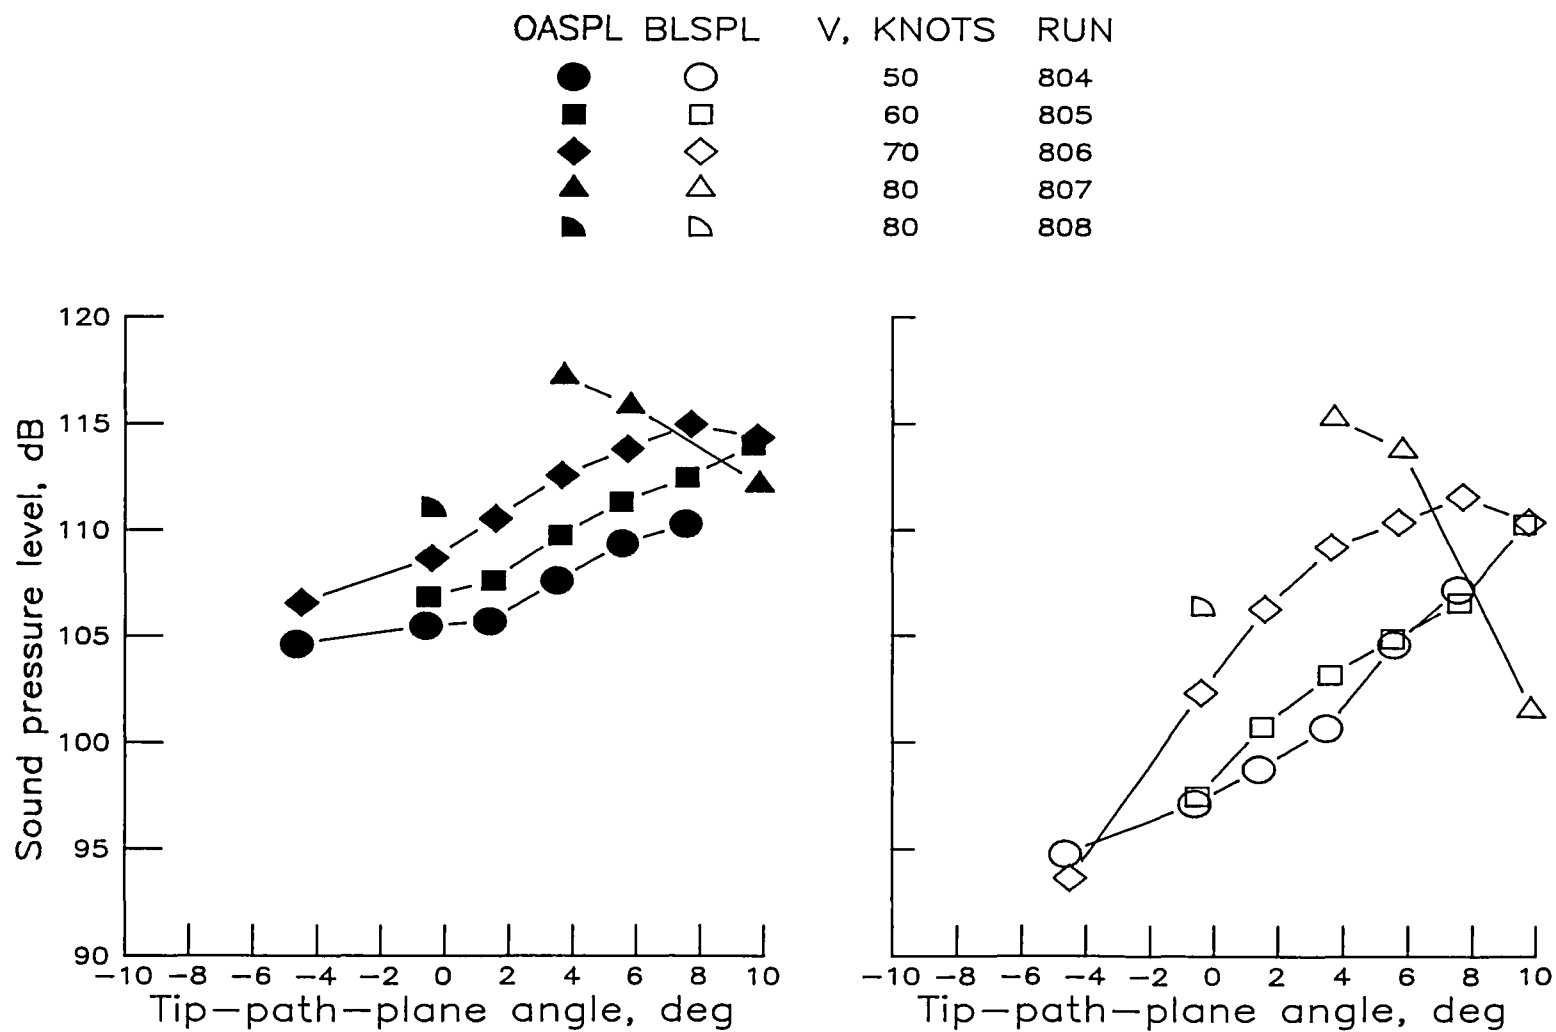 OASPL BLSPL V, KNOTS RUN
50 804
60 805
70 806
80 807
80 808
120
115
110
105
100
95
90
Sound pressure level, dB
-10 -8 -6 -4 -2 0 2 4 6 8 10
Tip-path-plane angle, deg
-10 -8 -6 -4 -2 0 2 4 6 8 10
Tip-path-plane angle, deg